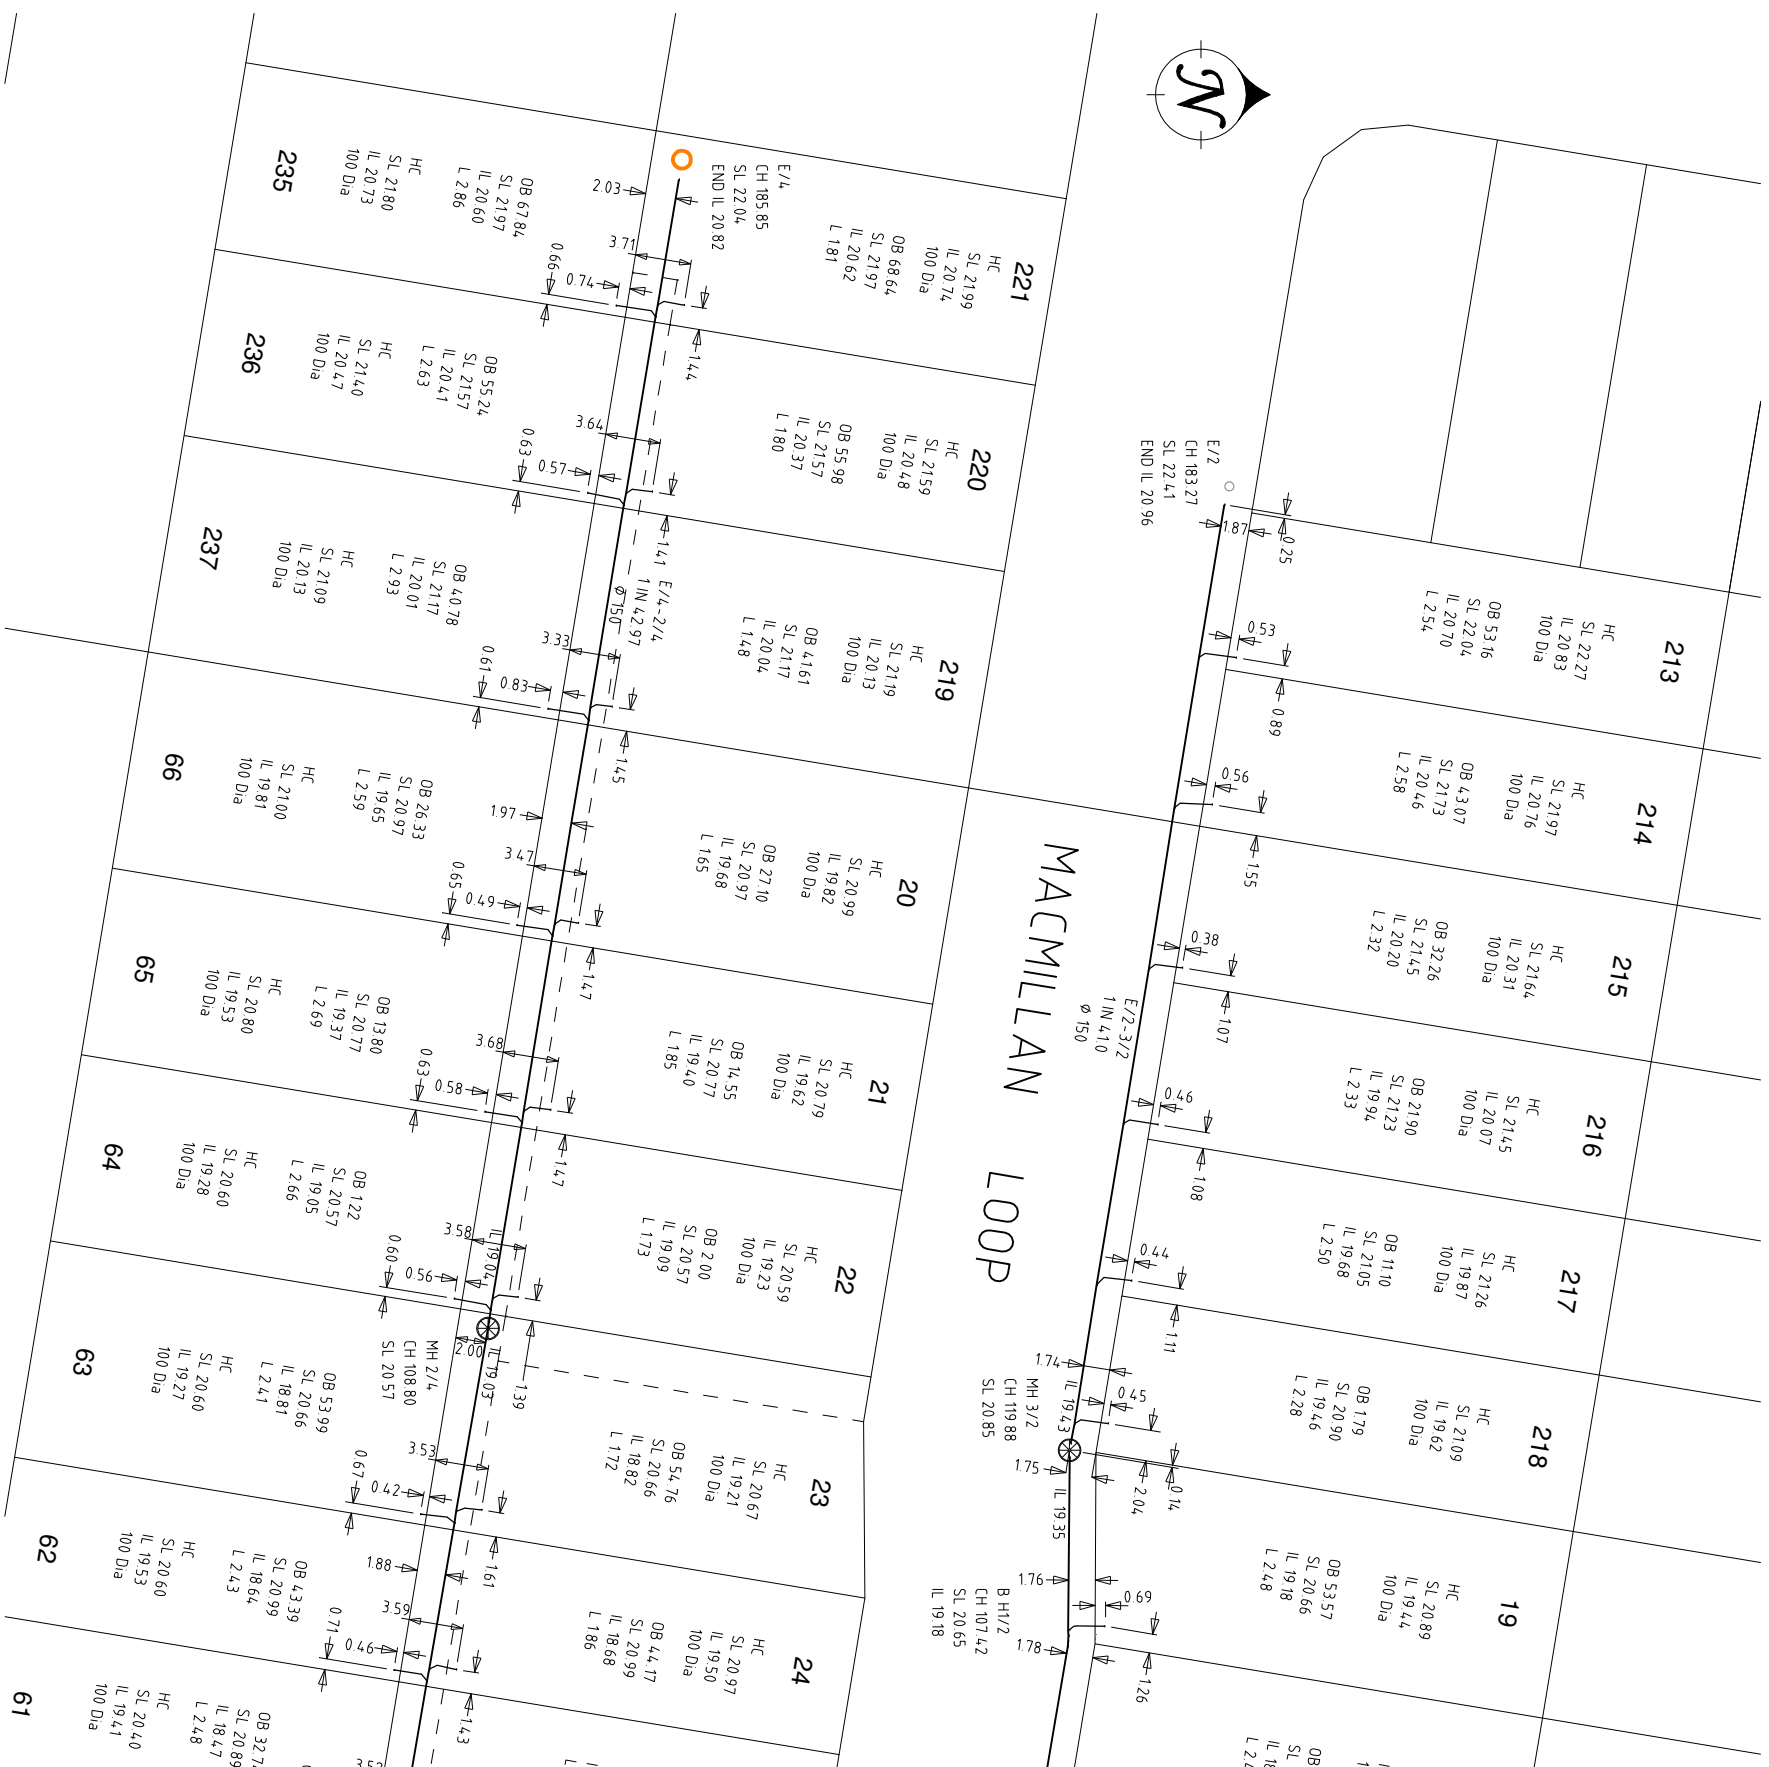 N
E/4
CH 185.85
SL 22.04
END IL 20.82
221
HC
SL 21.99
IL 20.74
100 Dia
OB 68.64
SL 21.97
IL 20.62
L 1.81
220
HC
SL 21.59
IL 20.48
100 Dia
OB 55.98
SL 21.57
IL 20.37
L 1.80
219
HC
SL 21.19
IL 20.13
100 Dia
OB 41.61
SL 21.17
IL 20.04
L 1.48
20
HC
SL 20.99
IL 19.82
100 Dia
OB 27.10
SL 20.97
IL 19.68
L 1.65
21
HC
SL 20.79
IL 19.62
100 Dia
OB 14.55
SL 20.77
IL 19.40
L 1.85
22
HC
SL 20.59
IL 19.23
100 Dia
OB 2.00
SL 20.57
IL 19.09
L 1.73
23
HC
SL 20.67
IL 19.21
100 Dia
OB 54.76
SL 20.66
IL 18.82
L 1.72
24
HC
SL 20.97
IL 19.50
100 Dia
OB 44.17
SL 20.99
IL 18.68
L 1.86
235
HC
SL 21.80
IL 20.73
100 Dia
OB 67.84
SL 21.97
IL 20.60
L 2.86
236
HC
SL 21.40
IL 20.47
100 Dia
OB 55.24
SL 21.57
IL 20.41
L 2.63
237
HC
SL 21.09
IL 20.13
100 Dia
OB 40.78
SL 21.17
IL 20.01
L 2.93
66
HC
SL 21.00
IL 19.81
100 Dia
OB 26.33
SL 20.97
IL 19.65
L 2.59
65
HC
SL 20.80
IL 19.53
100 Dia
OB 13.80
SL 20.77
IL 19.37
L 2.69
64
HC
SL 20.60
IL 19.28
100 Dia
OB 1.22
SL 20.57
IL 19.05
L 2.66
63
HC
SL 20.60
IL 19.27
100 Dia
OB 53.99
SL 20.66
IL 18.81
L 2.41
62
HC
SL 20.60
IL 19.53
100 Dia
OB 43.39
SL 20.99
IL 18.64
L 2.43
61
HC
SL 20.40
IL 19.41
100 Dia
SL 20.89
IL 18.47
L 2.48
E/4-2/4
1 IN 42.97
Ø 150
MH 2/4
CH 108.80
SL 20.57
IL 19.04
IL 19.03
2.03
3.71
0.66
0.74
1.44
3.64
0.63
0.57
1.41
3.33
0.61
0.83
1.45
1.97
3.47
0.65
0.49
1.47
3.68
0.63
0.58
1.47
3.58
0.60
0.56
2.00
1.39
3.53
0.67
0.42
1.61
1.88
3.59
0.71
0.46
1.43
MACMILLAN LOOP
E/2
CH 183.27
SL 22.41
END IL 20.96
213
HC
SL 22.27
IL 20.83
100 Dia
OB 53.16
SL 22.04
IL 20.70
L 2.54
214
HC
SL 21.97
IL 20.76
100 Dia
OB 43.07
SL 21.73
IL 20.46
L 2.58
215
HC
SL 21.64
IL 20.31
100 Dia
OB 32.26
SL 21.45
IL 20.20
L 2.32
216
HC
SL 21.45
IL 20.07
100 Dia
OB 21.90
SL 21.23
IL 19.94
L 2.33
217
HC
SL 21.26
IL 19.87
100 Dia
OB 11.10
SL 21.05
IL 19.68
L 2.50
218
HC
SL 21.09
IL 19.62
100 Dia
OB 1.79
SL 20.90
IL 19.46
L 2.28
19
HC
SL 20.89
IL 19.44
100 Dia
OB 53.57
SL 20.66
IL 19.18
L 2.48
E/2-3/2
1 IN 41.0
Ø 150
MH 3/2
CH 119.88
SL 20.85
IL 19.43
IL 19.35
B H1/2
CH 107.42
SL 20.65
IL 19.18
1.87
0.25
0.53
0.89
0.56
1.55
0.38
1.07
0.46
1.08
0.44
1.11
1.74
0.45
1.75
2.04
0.14
1.76
0.69
1.78
1.26
OB
SL